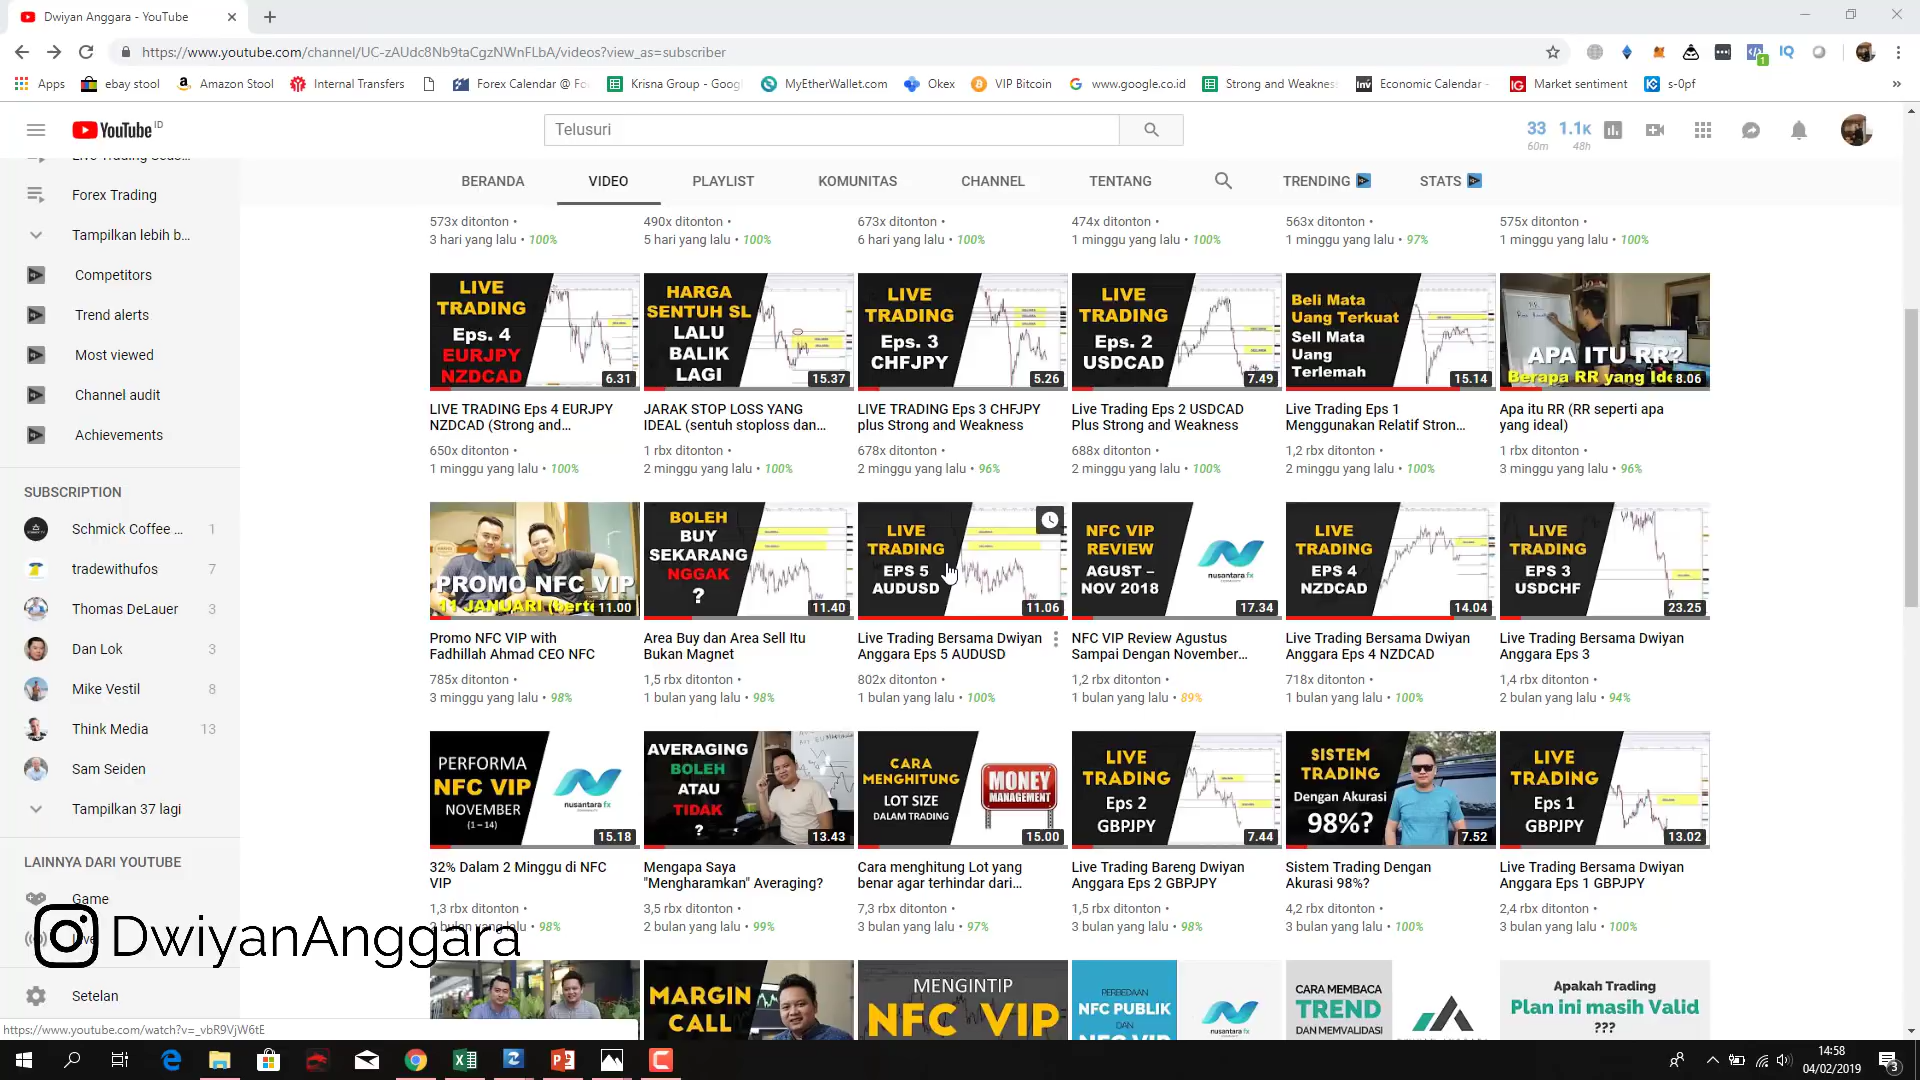 Dwiyan Anggara - YouTube
https://www.youtube.com/channel/UC-zAUdc8Nb9taCgzNWnFLbA/videos?view_as=subscriber
1
Apps
ebay stool
Amazon Stool
Internal Transfers
Forex Calendar @ Fo
Krisna Group - Goog
MyEtherWallet.com
Okex
VIP Bitcoin
www.google.co.id
Strong and Weakness
Economic Calendar -
Market sentiment
s-0pf
YouTube ID
Telusuri
33
60m
1.1K
48h
BERANDA
VIDEO
PLAYLIST
KOMUNITAS
CHANNEL
TENTANG
TRENDING
STATS
Forex Trading
Tampilkan lebih b...
Competitors
Trend alerts
Most viewed
Channel audit
Achievements
SUBSCRIPTION
Schmick Coffee ... 1
tradewithufos 7
Thomas DeLauer 3
Dan Lok 3
Mike Vestil 8
Think Media 13
Sam Seiden
Tampilkan 37 lagi
LAINNYA DARI YOUTUBE
Game
Setelan
573x ditonton •
3 hari yang lalu • 100%
490x ditonton •
5 hari yang lalu • 100%
673x ditonton •
6 hari yang lalu • 100%
474x ditonton •
1 minggu yang lalu • 100%
563x ditonton •
1 minggu yang lalu • 97%
575x ditonton •
1 minggu yang lalu • 100%
LIVE
TRADING
Eps. 4
EURJPY
NZDCAD
6.31
LIVE TRADING Eps 4 EURJPY
NZDCAD (Strong and...
650x ditonton •
1 minggu yang lalu • 100%
HARGA
SENTUH SL
LALU
BALIK
LAGI
15.37
JARAK STOP LOSS YANG
IDEAL (sentuh stoploss dan...
1 rbx ditonton •
2 minggu yang lalu • 100%
LIVE
TRADING
Eps. 3
CHFJPY
5.26
LIVE TRADING Eps 3 CHFJPY
plus Strong and Weakness
678x ditonton •
2 minggu yang lalu • 96%
LIVE
TRADING
Eps. 2
USDCAD
7.49
Live Trading Eps 2 USDCAD
Plus Strong and Weakness
688x ditonton •
2 minggu yang lalu • 100%
Beli Mata
Uang Terkuat
Sell Mata
Uang
Terlemah
15.14
Live Trading Eps 1
Menggunakan Relatif Stron...
1,2 rbx ditonton •
2 minggu yang lalu • 100%
APA ITU RR?
Berapa RR yang Ide
8.06
Apa itu RR (RR seperti apa
yang ideal)
1 rbx ditonton •
3 minggu yang lalu • 96%
PROMO NFC VIP
11 JANUARI (berte
11.00
Promo NFC VIP with
Fadhillah Ahmad CEO NFC
785x ditonton •
3 minggu yang lalu • 98%
BOLEH
BUY
SEKARANG
NGGAK
?
11.40
Area Buy dan Area Sell Itu
Bukan Magnet
1,5 rbx ditonton •
1 bulan yang lalu • 98%
LIVE
TRADING
EPS 5
AUDUSD
11.06
Live Trading Bersama Dwiyan
Anggara Eps 5 AUDUSD
802x ditonton •
1 bulan yang lalu • 100%
NFC VIP
REVIEW
AGUST –
NOV 2018
nusantara.fx
17.34
NFC VIP Review Agustus
Sampai Dengan November...
1,2 rbx ditonton •
1 bulan yang lalu • 89%
LIVE
TRADING
EPS 4
NZDCAD
14.04
Live Trading Bersama Dwiyan
Anggara Eps 4 NZDCAD
718x ditonton •
1 bulan yang lalu • 100%
LIVE
TRADING
EPS 3
USDCHF
23.25
Live Trading Bersama Dwiyan
Anggara Eps 3
1,4 rbx ditonton •
2 bulan yang lalu • 94%
PERFORMA
NFC VIP
NOVEMBER
(1 – 14)
nusantara fx
15.18
32% Dalam 2 Minggu di NFC
VIP
1,3 rbx ditonton •
bulan yang lalu • 98%
AVERAGING
BOLEH
ATAU
TIDAK
?
13.43
Mengapa Saya
"Mengharamkan" Averaging?
3,5 rbx ditonton •
2 bulan yang lalu • 99%
CARA
MENGHITUNG
LOT SIZE
DALAM TRADING
MONEY
MANAGEMENT
15.00
Cara menghitung Lot yang
benar agar terhindar dari...
7,3 rbx ditonton •
3 bulan yang lalu • 97%
LIVE
TRADING
Eps 2
GBPJPY
7.44
Live Trading Bareng Dwiyan
Anggara Eps 2 GBPJPY
1,5 rbx ditonton •
3 bulan yang lalu • 98%
SISTEM
TRADING
Dengan Akurasi
98%?
7.52
Sistem Trading Dengan
Akurasi 98%?
4,2 rbx ditonton •
3 bulan yang lalu • 100%
LIVE
TRADING
Eps 1
GBPJPY
13.02
Live Trading Bersama Dwiyan
Anggara Eps 1 GBPJPY
2,4 rbx ditonton •
3 bulan yang lalu • 100%
DwiyanAnggara
MARGIN
CALL
MENGINTIP
NFC VIP
PERBEDAAN
NFC PUBLIK
DAN
nusantara.fx
CARA MEMBACA
TREND
DAN MEMVALIDASI
Apakah Trading
Plan ini masih Valid
???
https://www.youtube.com/watch?v=_vbR9VjW6tE
14:58
04/02/2019
3